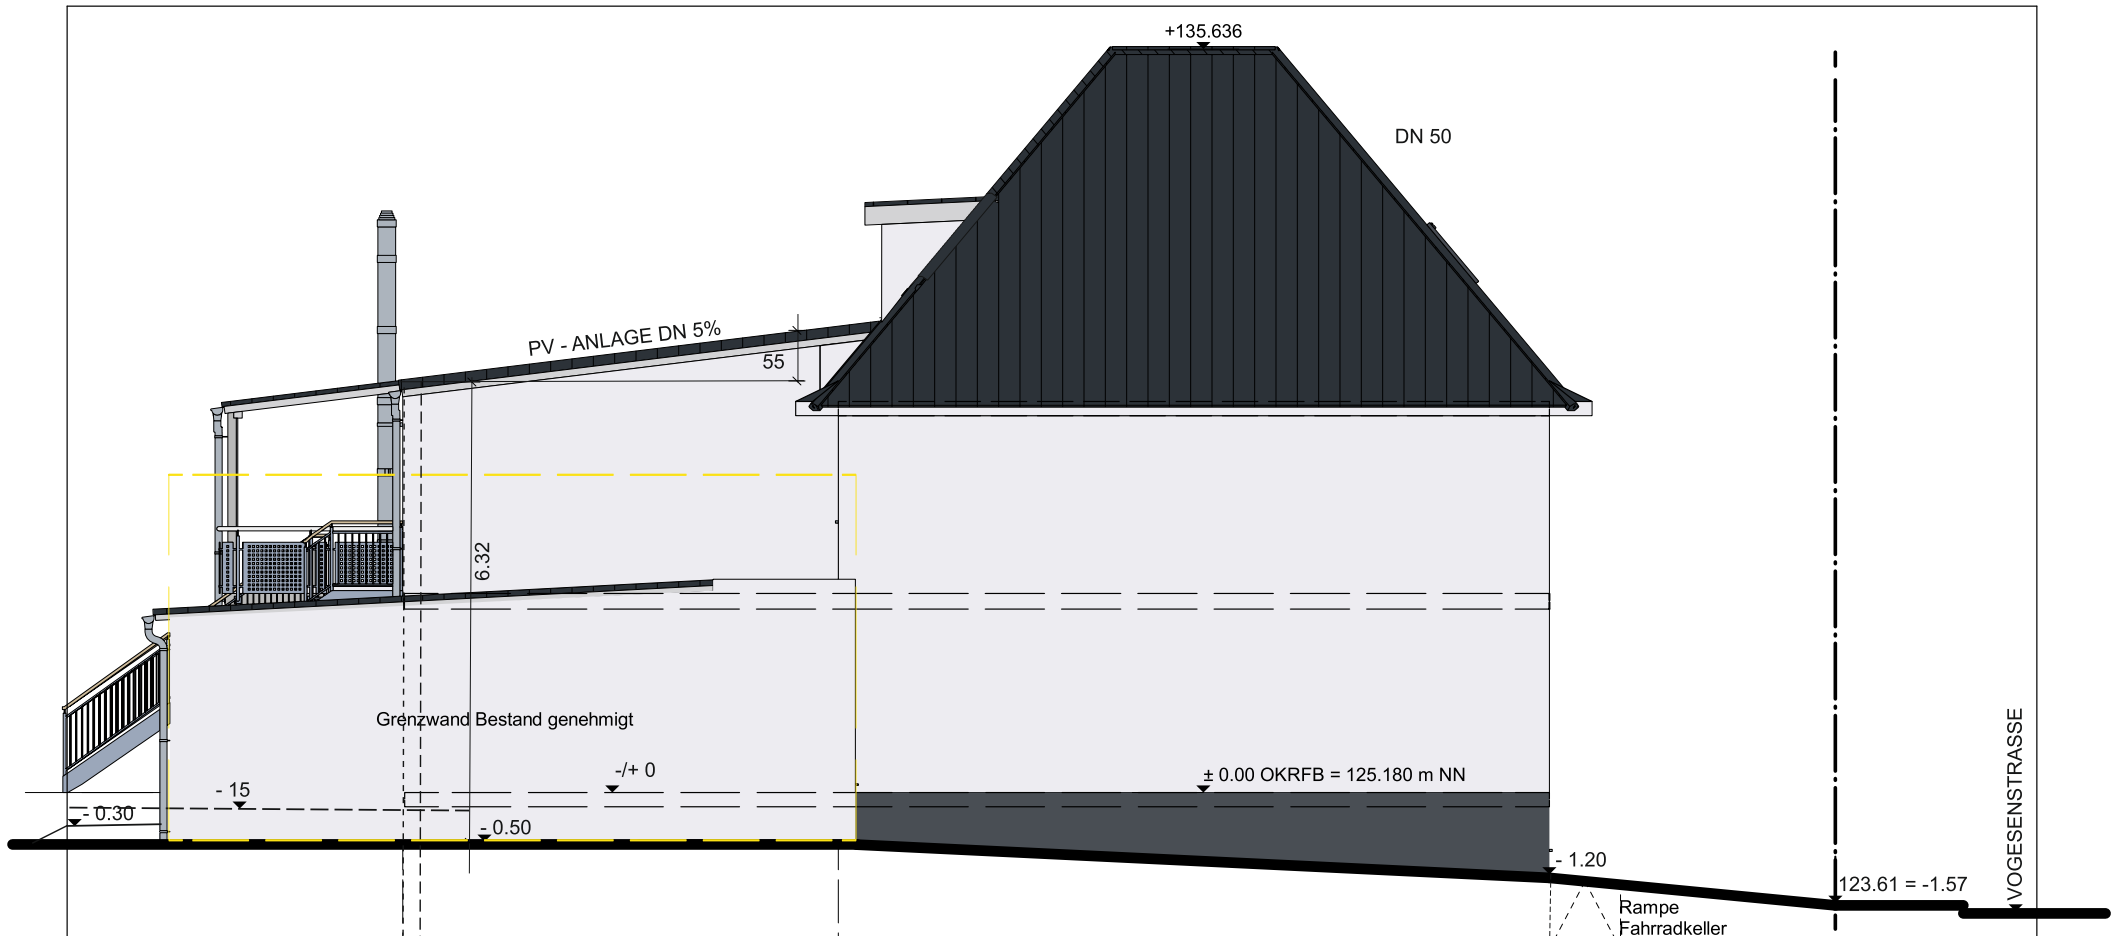 +135.636
DN 50
PV - ANLAGE DN 5%
55
6.32
Grenzwand Bestand genehmigt
-/+ 0
± 0.00 OKRFB = 125.180 m NN
- 15
- 0.30
- 0.50
- 1.20
123.61 = -1.57
VOGESENSTRASSE
Rampe
Fahrradkeller